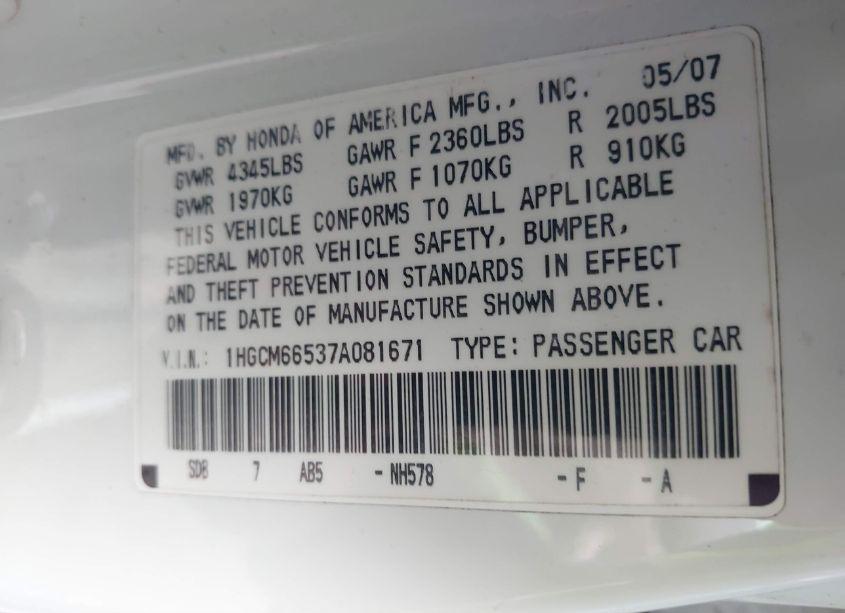 MFD. BY HONDA OF AMERICA MFG., INC. 05/07
GVWR 4345LBS GAWR F 2360LBS R 2005LBS
GVWR 1970KG GAWR F 1070KG R 910KG
THIS VEHICLE CONFORMS TO ALL APPLICABLE
FEDERAL MOTOR VEHICLE SAFETY, BUMPER,
AND THEFT PREVENTION STANDARDS IN EFFECT
ON THE DATE OF MANUFACTURE SHOWN ABOVE.
V.I.N.: 1HGCM66537A081671 TYPE: PASSENGER CAR
SDB 7 AB5 - NH578 - F - A